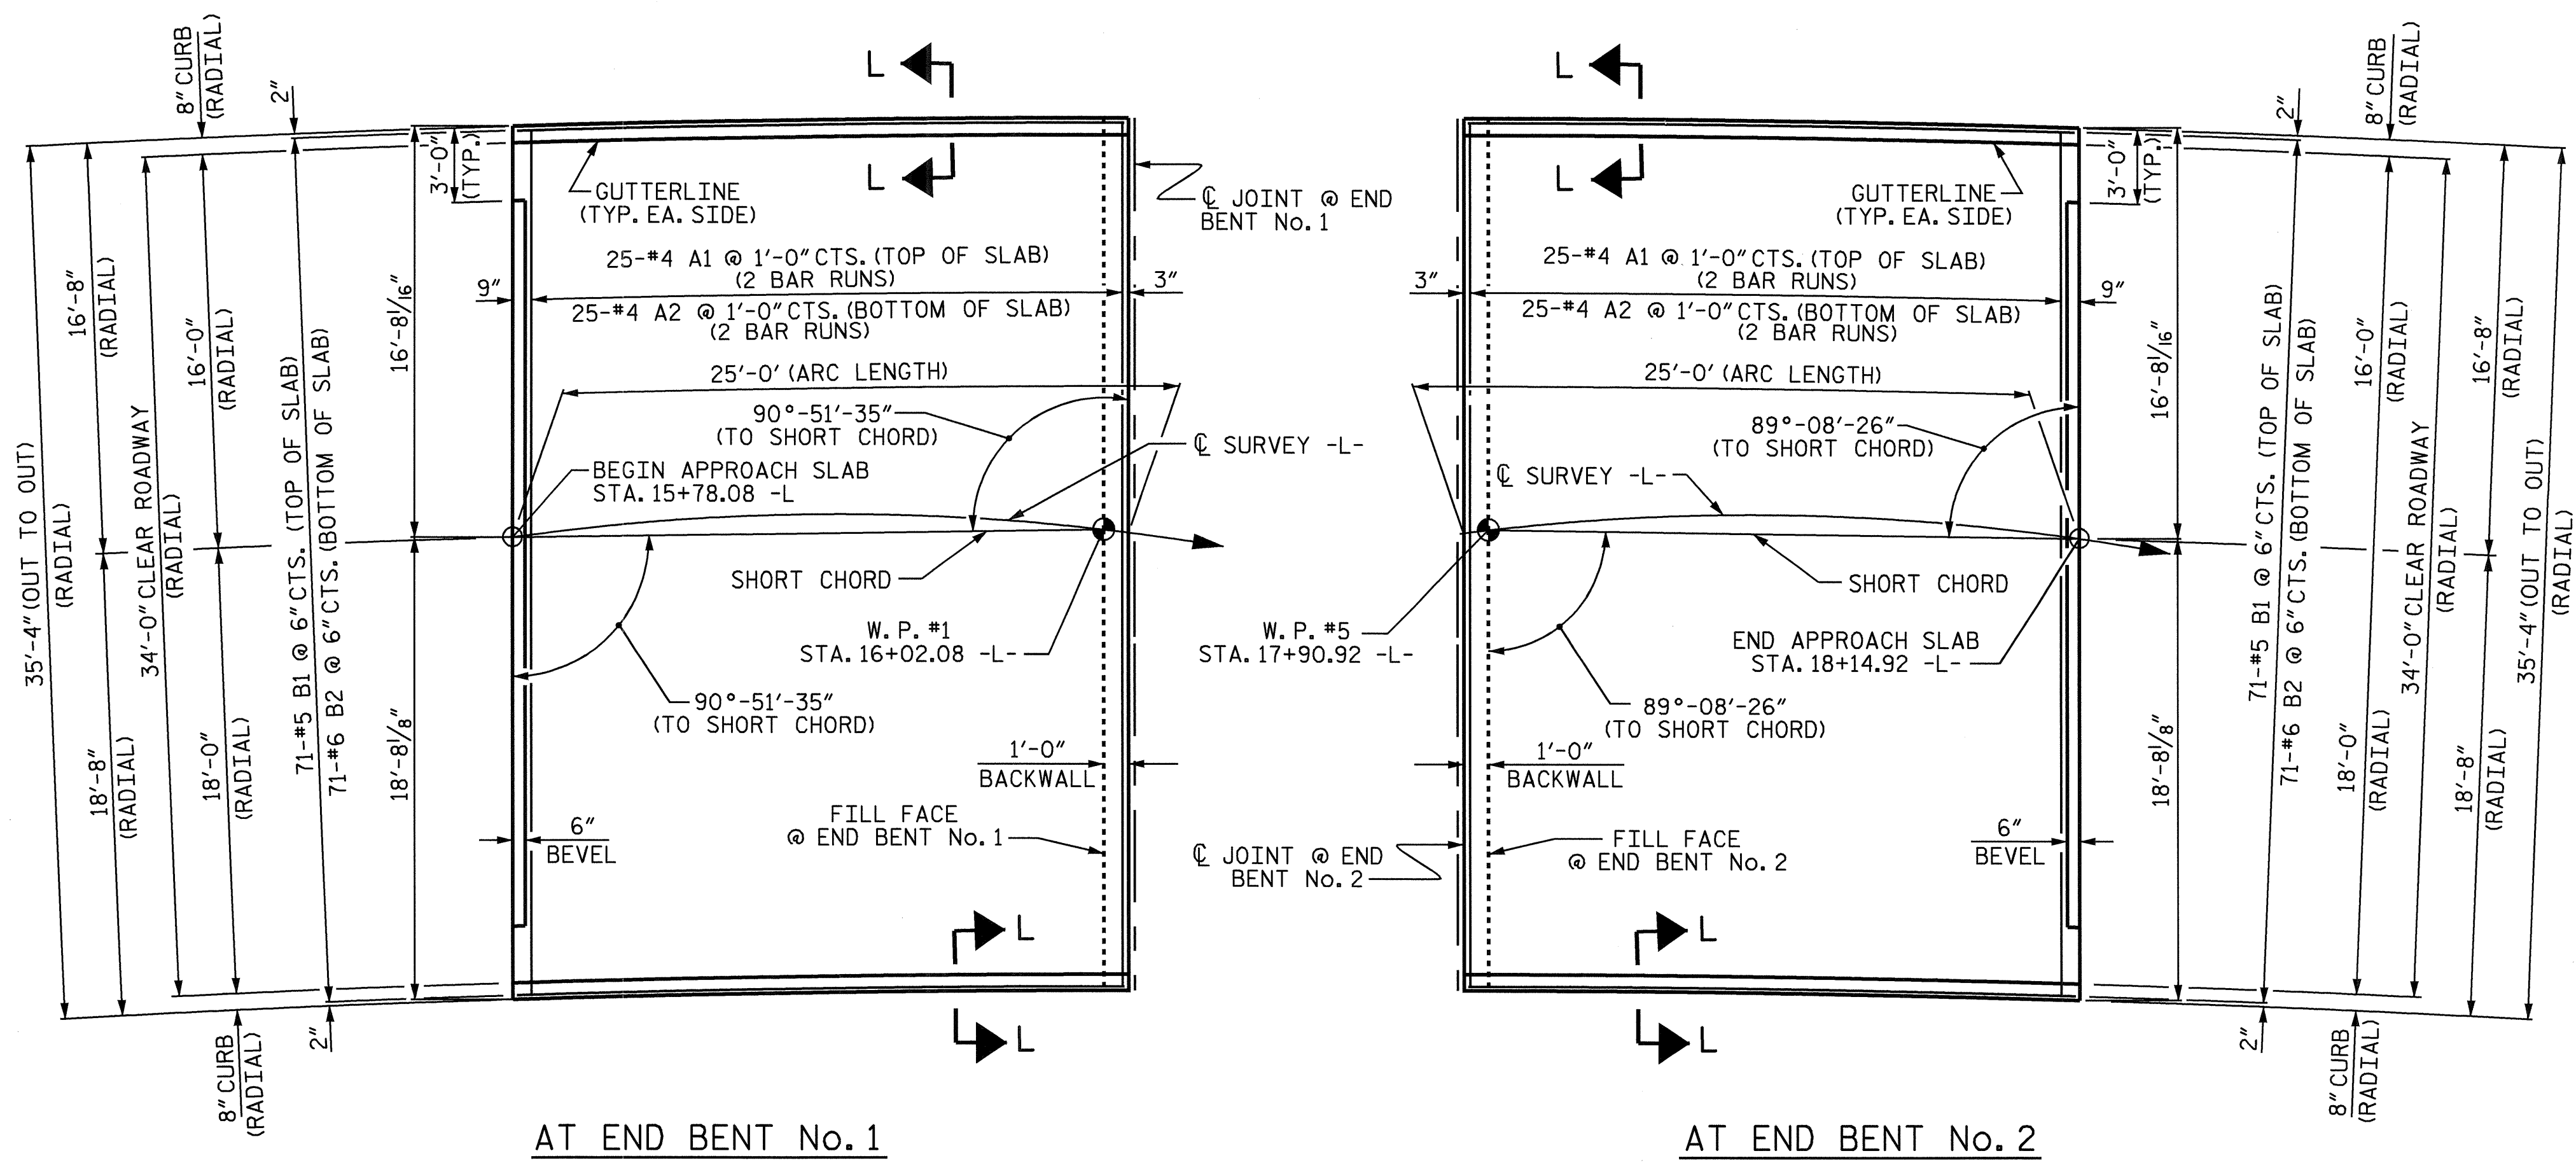 8" CURB
(RADIAL)
2"
3'-0"
(TYP.)
16'-8 1/16"
35'-4" (OUT TO OUT)
(RADIAL)
16'-8"
(RADIAL)
34'-0" CLEAR ROADWAY
(RADIAL)
16'-0"
(RADIAL)
71-#5 B1 @ 6" CTS. (TOP OF SLAB)
71-#6 B2 @ 6" CTS. (BOTTOM OF SLAB)
18'-8"
(RADIAL)
18'-0"
(RADIAL)
18'-8 1/8"
8" CURB
(RADIAL)
2"
L
L
GUTTERLINE
(TYP. EA. SIDE)
℄ JOINT @ END
BENT No. 1
25-#4 A1 @ 1'-0" CTS. (TOP OF SLAB)
(2 BAR RUNS)
9"
3"
25-#4 A2 @ 1'-0" CTS. (BOTTOM OF SLAB)
(2 BAR RUNS)
25'-0' (ARC LENGTH)
90°-51'-35"
(TO SHORT CHORD)
℄ SURVEY -L-
BEGIN APPROACH SLAB
STA. 15+78.08 -L
SHORT CHORD
W. P. #1
STA. 16+02.08 -L-
90°-51'-35"
(TO SHORT CHORD)
1'-0"
BACKWALL
FILL FACE
@ END BENT No. 1
6"
BEVEL
L
L
AT END BENT No. 1
L
L
GUTTERLINE
(TYP. EA. SIDE)
25-#4 A1 @ 1'-0" CTS. (TOP OF SLAB)
(2 BAR RUNS)
3"
9"
25-#4 A2 @ 1'-0" CTS. (BOTTOM OF SLAB)
(2 BAR RUNS)
25'-0' (ARC LENGTH)
89°-08'-26"
(TO SHORT CHORD)
℄ SURVEY -L-
SHORT CHORD
W. P. #5
STA. 17+90.92 -L-
END APPROACH SLAB
STA. 18+14.92 -L-
89°-08'-26"
(TO SHORT CHORD)
1'-0"
BACKWALL
FILL FACE
@ END BENT No. 2
℄ JOINT @ END
BENT No. 2
6"
BEVEL
L
L
AT END BENT No. 2
8" CURB
(RADIAL)
2"
3'-0"
(TYP.)
16'-8 1/16"
18'-8 1/8"
71-#5 B1 @ 6" CTS. (TOP OF SLAB)
71-#6 B2 @ 6" CTS. (BOTTOM OF SLAB)
16'-0"
(RADIAL)
18'-0"
(RADIAL)
34'-0" CLEAR ROADWAY
(RADIAL)
16'-8"
(RADIAL)
18'-8"
(RADIAL)
35'-4" (OUT TO OUT)
(RADIAL)
2"
8" CURB
(RADIAL)